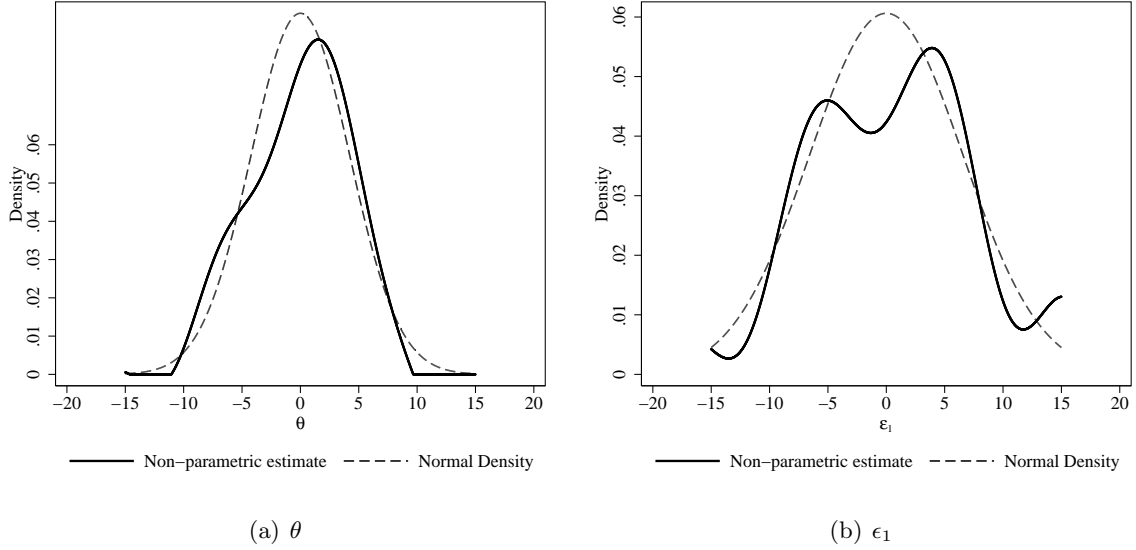 Density
.06
.05
.04
.03
.02
.01
0
−20 −15 −10 −5 0 5 10 15 20
θ
Non−parametric estimate Normal Density
(a) θ
Density
.06
.05
.04
.03
.02
.01
0
−20 −15 −10 −5 0 5 10 15 20
ε₁
Non−parametric estimate Normal Density
(b) ϵ₁